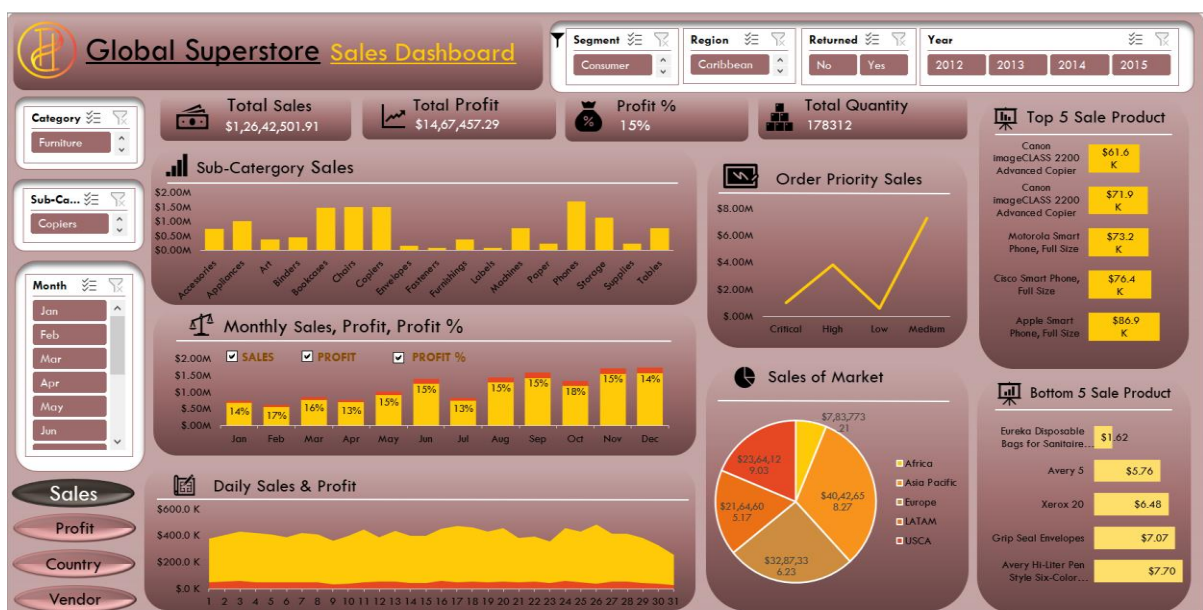 Global Superstore Sales Dashboard
Segment
Consumer
Region
Caribbean
Returned
No Yes
Year
2012 2013 2014 2015
Category
Furniture
Sub-Ca...
Copiers
Month
Jan
Feb
Mar
Apr
May
Jun
Sales
Profit
Country
Vendor
Total Sales
$1,26,42,501.91
Total Profit
$14,67,457.29
Profit %
15%
Total Quantity
178312
Sub-Catergory Sales
$2.00M
$1.50M
$1.00M
$0.50M
$0.00M
Accessories Appliances Art Binders Bookcases Chairs Copiers Envelopes Fasteners Furnishings Labels Machines Paper Phones Storage Supplies Tables
Monthly Sales, Profit, Profit %
SALES PROFIT PROFIT %
$2.00M
$1.50M
$1.00M
$.50M
$.00M
14% 17% 16% 13% 15% 15% 13% 15% 15% 18% 15% 14%
Jan Feb Mar Apr May Jun Jul Aug Sep Oct Nov Dec
Daily Sales & Profit
$600.0 K
$400.0 K
$200.0 K
$.0 K
1 2 3 4 5 6 7 8 9 10 11 12 13 14 15 16 17 18 19 20 21 22 23 24 25 26 27 28 29 30 31
Order Priority Sales
$8.00M
$6.00M
$4.00M
$2.00M
$.00M
Critical High Low Medium
Sales of Market
$7,83,773
.21
$40,42,65
8.27
$32,87,33
6.23
$21,64,60
5.17
$23,64,12
9.03
Africa
Asia Pacific
Europe
LATAM
USCA
Top 5 Sale Product
Canon
imageCLASS 2200
Advanced Copier
$61.6
K
Canon
imageCLASS 2200
Advanced Copier
$71.9
K
Motorola Smart
Phone, Full Size
$73.2
K
Cisco Smart Phone,
Full Size
$76.4
K
Apple Smart
Phone, Full Size
$86.9
K
Bottom 5 Sale Product
Eureka Disposable
Bags for Sanitaire...
$1.62
Avery 5
$5.76
Xerox 20
$6.48
Grip Seal Envelopes
$7.07
Avery Hi-Liter Pen
Style Six-Color...
$7.70